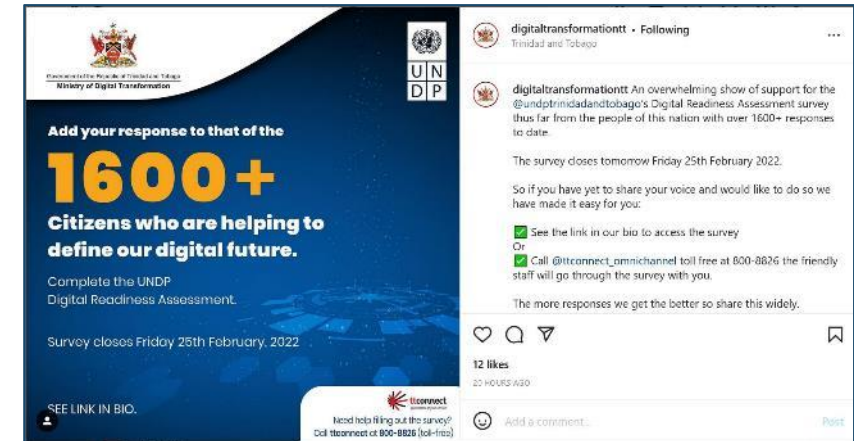 Government of the Republic of Trinidad and Tobago
Ministry of Digital Transformation
U N
D P
Add your response to that of the
1600+
Citizens who are helping to
define our digital future.
Complete the UNDP
Digital Readiness Assessment.
Survey closes Friday 25th February, 2022
SEE LINK IN BIO.
ttconnect
Need help filling out the survey?
Call ttconnect at 800-8826 (toll-free)
digitaltransformationtt • Following
Trinidad and Tobago
digitaltransformationtt An overwhelming show of support for the
@undptrinidadandtobago's Digital Readiness Assessment survey
thus far from the people of this nation with over 1600+ responses
to date.
The survey closes tomorrow Friday 25th February 2022.
So if you have yet to share your voice and would like to do so we
have made it easy for you:
✅ See the link in our bio to access the survey
Or
✅ Call @ttconnect_omnichannel toll free at 800-8826 the friendly
staff will go through the survey with you.
The more responses we get the better so share this widely.
12 likes
20 HOURS AGO
Add a comment...
Post